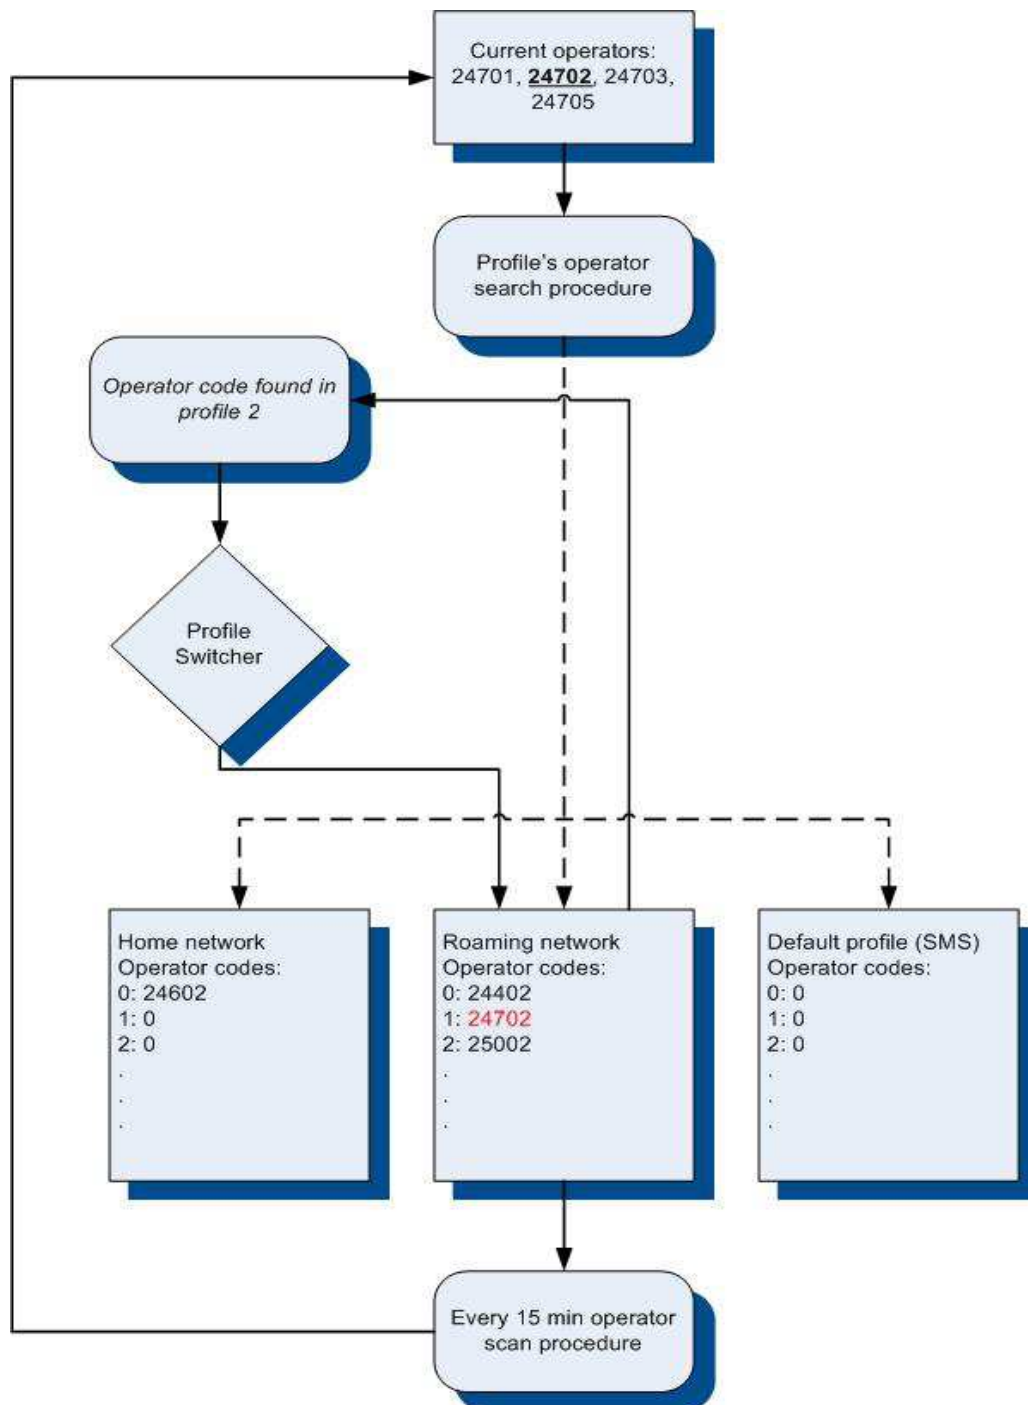 Current operators:
24701, 24702, 24703,
24705
Profile's operator
search procedure
Operator code found in
profile 2
Profile
Switcher
Home network
Operator codes:
0: 24602
1: 0
2: 0
.
.
.
Roaming network
Operator codes:
0: 24402
1: 24702
2: 25002
.
.
.
Default profile (SMS)
Operator codes:
0: 0
1: 0
2: 0
.
.
.
Every 15 min operator
scan procedure